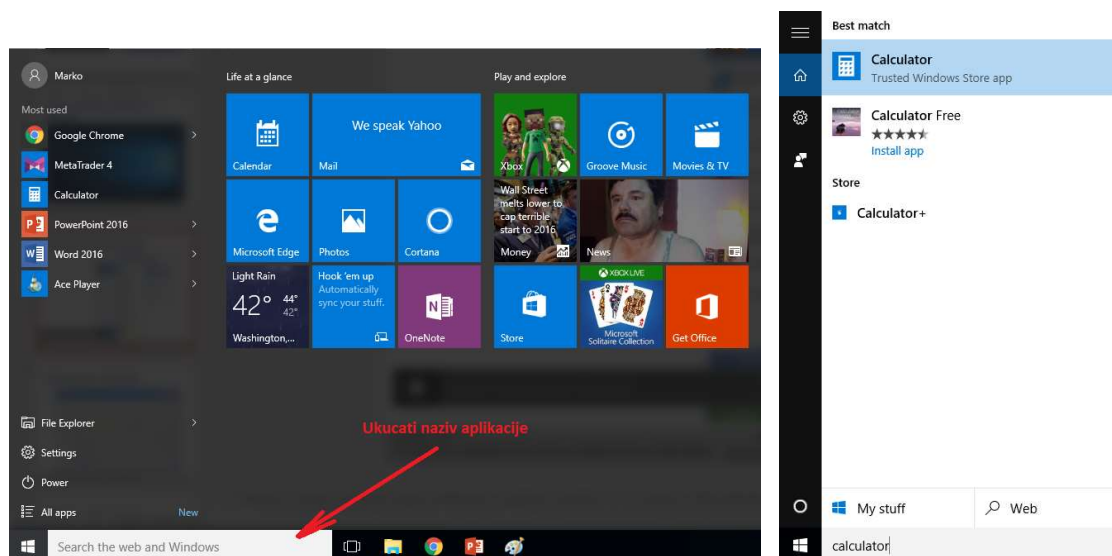 Marko
Most used
Google Chrome
MetaTrader 4
Calculator
PowerPoint 2016
Word 2016
Ace Player
File Explorer
Settings
Power
All apps
New
Search the web and Windows
Life at a glance
Calendar
We speak Yahoo
Mail
Microsoft Edge
Photos
Cortana
Light Rain
42° 44°
42°
Washington,...
Hook 'em up
Automatically
sync your stuff.
OneNote
Play and explore
Xbox
Groove Music
Movies & TV
Wall Street
melts lower to
cap terrible
start to 2016
Money
News
Store
XBOX LIVE
Microsoft
Solitaire Collection
Get Office
Ukucati naziv aplikacije
Best match
Calculator
Trusted Windows Store app
Calculator Free
Install app
Store
Calculator+
My stuff
Web
calculator